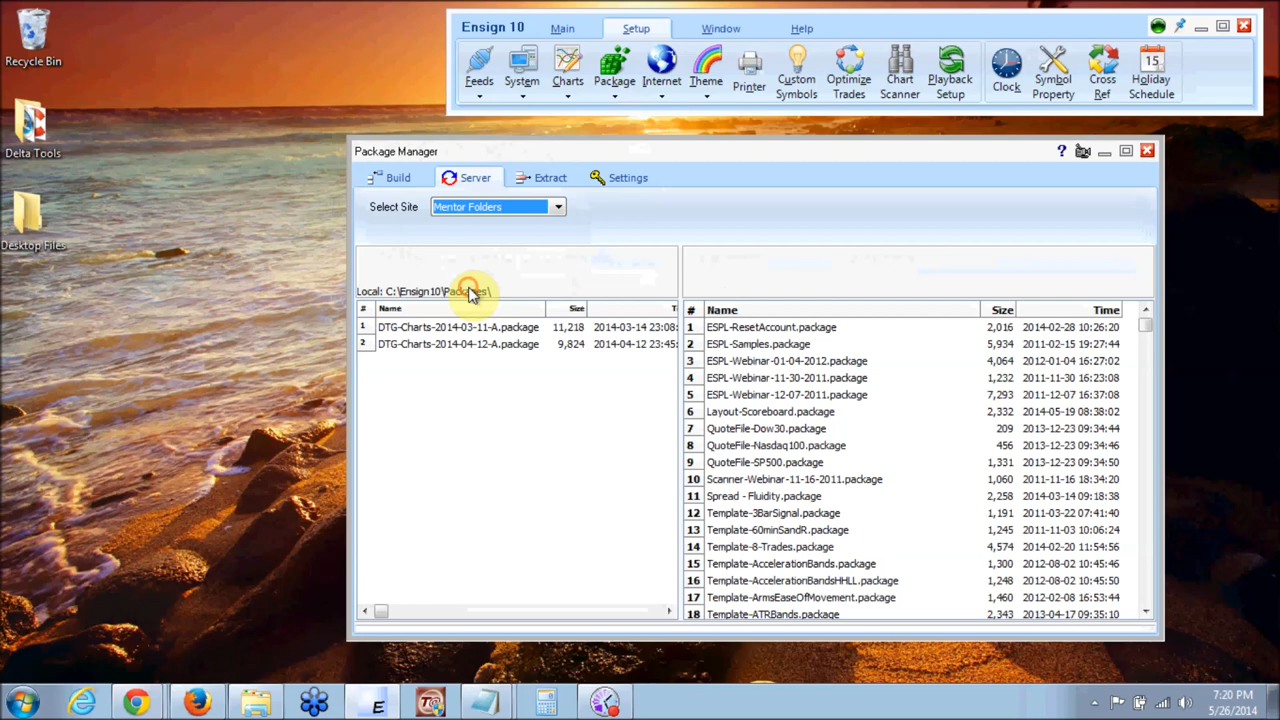 Recycle Bin
Delta Tools
Desktop Files
Ensign 10 Main Setup Window Help
Feeds System Charts Package Internet Theme Printer Custom Symbols Optimize Trades Chart Scanner Playback Setup Clock Symbol Property Cross Ref Holiday Schedule
15
Package Manager
?
Build Server Extract Settings
Select Site Mentor Folders
Local: C:\Ensign10\Packages\
# Name Size
1 DTG-Charts-2014-03-11-A.package 11,218 2014-03-14 23:08:
2 DTG-Charts-2014-04-12-A.package 9,824 2014-04-12 23:45:
# Name Size Time
1 ESPL-ResetAccount.package 2,016 2014-02-28 10:26:20
2 ESPL-Samples.package 5,934 2011-02-15 19:27:44
3 ESPL-Webinar-01-04-2012.package 4,064 2012-01-04 16:27:02
4 ESPL-Webinar-11-30-2011.package 1,232 2011-11-30 16:23:08
5 ESPL-Webinar-12-07-2011.package 7,293 2011-12-07 16:37:08
6 Layout-Scoreboard.package 2,332 2014-05-19 08:38:02
7 QuoteFile-Dow30.package 209 2013-12-23 09:34:44
8 QuoteFile-Nasdaq100.package 456 2013-12-23 09:34:46
9 QuoteFile-SP500.package 1,331 2013-12-23 09:34:50
10 Scanner-Webinar-11-16-2011.package 1,060 2011-11-16 18:34:20
11 Spread - Fluidity.package 2,258 2014-03-14 09:18:38
12 Template-3BarSignal.package 1,191 2011-03-22 07:41:40
13 Template-60minSandR.package 1,245 2011-11-03 10:06:24
14 Template-8-Trades.package 4,574 2014-02-20 11:54:56
15 Template-AccelerationBands.package 1,300 2012-08-02 10:45:46
16 Template-AccelerationBandsHHLL.package 1,248 2012-08-02 10:45:50
17 Template-ArmsEaseOfMovement.package 1,460 2012-02-08 16:53:44
18 Template-ATRBands.package 2,343 2013-04-17 09:35:10
7:20 PM
5/26/2014